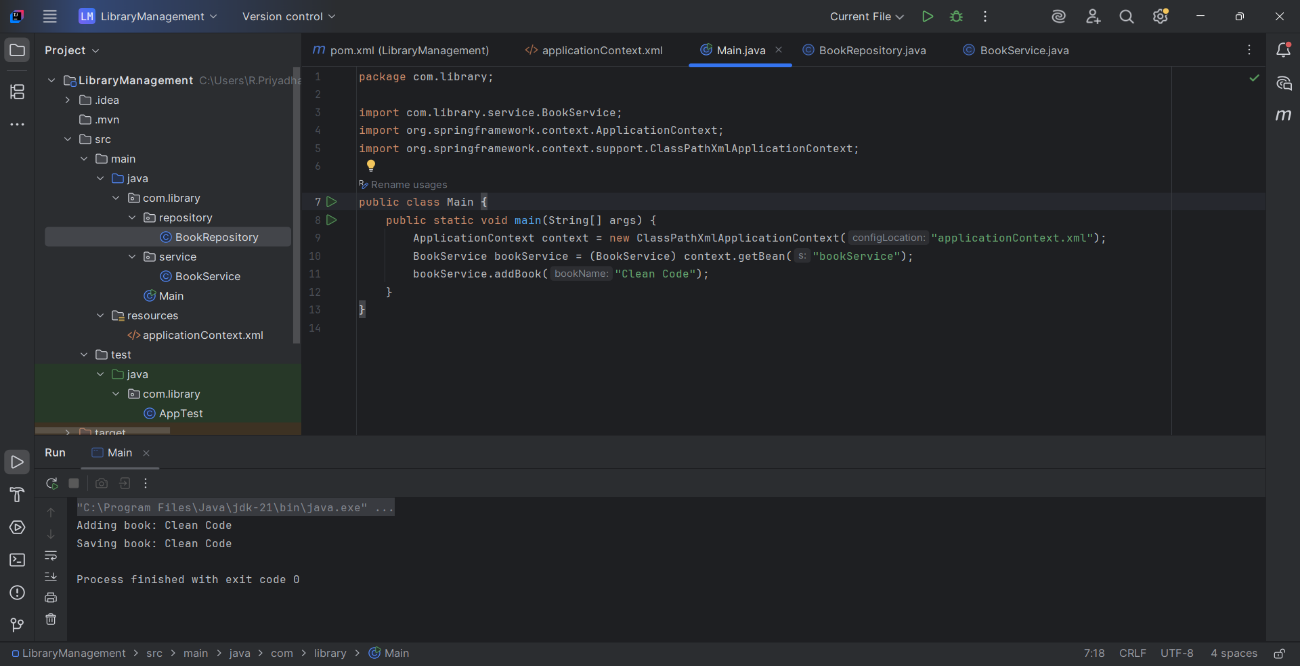 LM LibraryManagement Version control Current File
Project
LibraryManagement C:\Users\R.Priyadha
.idea
.mvn
src
main
java
com.library
repository
BookRepository
service
BookService
Main
resources
applicationContext.xml
test
java
com.library
AppTest
target
m pom.xml (LibraryManagement) </> applicationContext.xml Main.java BookRepository.java BookService.java
1 package com.library;
2
3 import com.library.service.BookService;
4 import org.springframework.context.ApplicationContext;
5 import org.springframework.context.support.ClassPathXmlApplicationContext;
6
Rename usages
7 public class Main {
8 public static void main(String[] args) {
9 ApplicationContext context = new ClassPathXmlApplicationContext( configLocation: "applicationContext.xml");
10 BookService bookService = (BookService) context.getBean( s: "bookService");
11 bookService.addBook( bookName: "Clean Code");
12 }
13 }
14
m
Run Main
"C:\Program Files\Java\jdk-21\bin\java.exe" ...
Adding book: Clean Code
Saving book: Clean Code
Process finished with exit code 0
LibraryManagement > src > main > java > com > library > Main 7:18 CRLF UTF-8 4 spaces